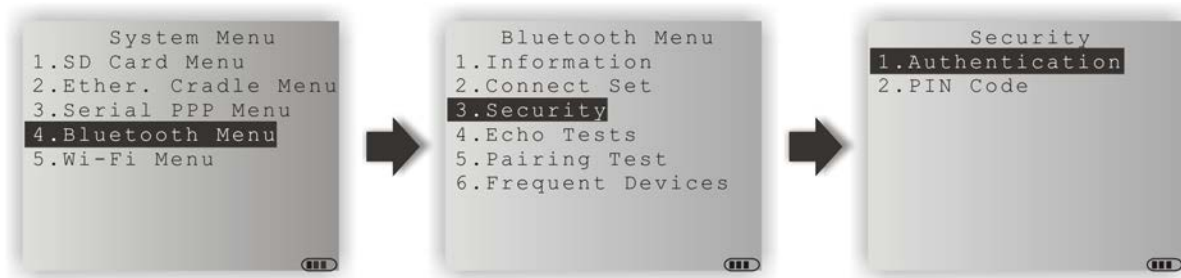 System Menu
1.SD Card Menu
2.Ether. Cradle Menu
3.Serial PPP Menu
4.Bluetooth Menu
5.Wi-Fi Menu
Bluetooth Menu
1.Information
2.Connect Set
3.Security
4.Echo Tests
5.Pairing Test
6.Frequent Devices
Security
1.Authentication
2.PIN Code